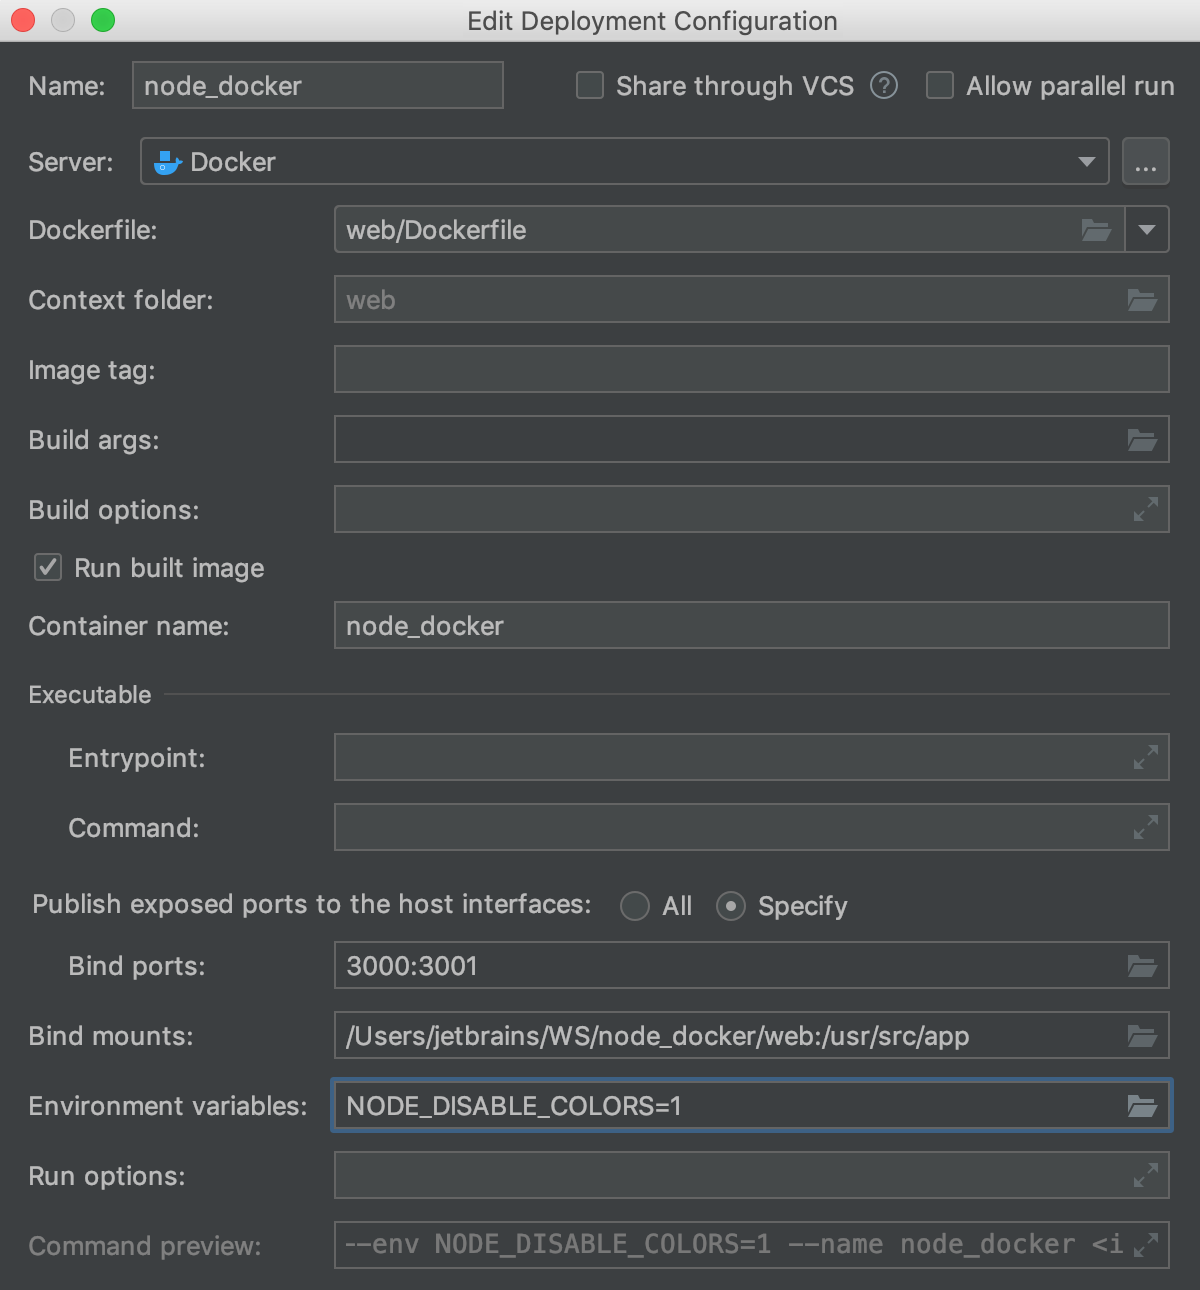 Edit Deployment Configuration
Name: node_docker Share through VCS ? Allow parallel run
Server: Docker ...
Dockerfile: web/Dockerfile
Context folder: web
Image tag:
Build args:
Build options:
Run built image
Container name: node_docker
Executable
Entrypoint:
Command:
Publish exposed ports to the host interfaces: All Specify
Bind ports: 3000:3001
Bind mounts: /Users/jetbrains/WS/node_docker/web:/usr/src/app
Environment variables: NODE_DISABLE_COLORS=1
Run options:
Command preview: --env NODE_DISABLE_COLORS=1 --name node_docker <i